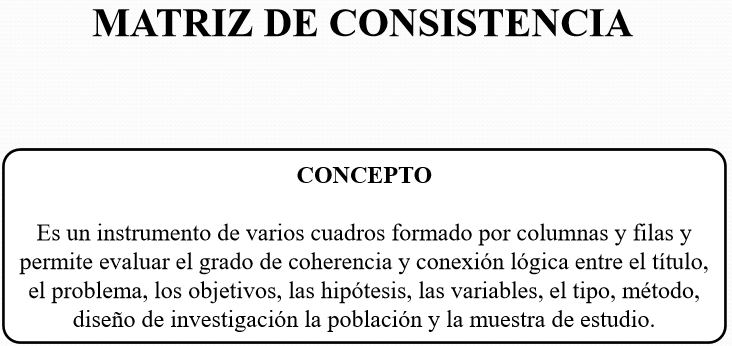 MATRIZ DE CONSISTENCIA
CONCEPTO
Es un instrumento de varios cuadros formado por columnas y filas y
permite evaluar el grado de coherencia y conexión lógica entre el título,
el problema, los objetivos, las hipótesis, las variables, el tipo, método,
diseño de investigación la población y la muestra de estudio.